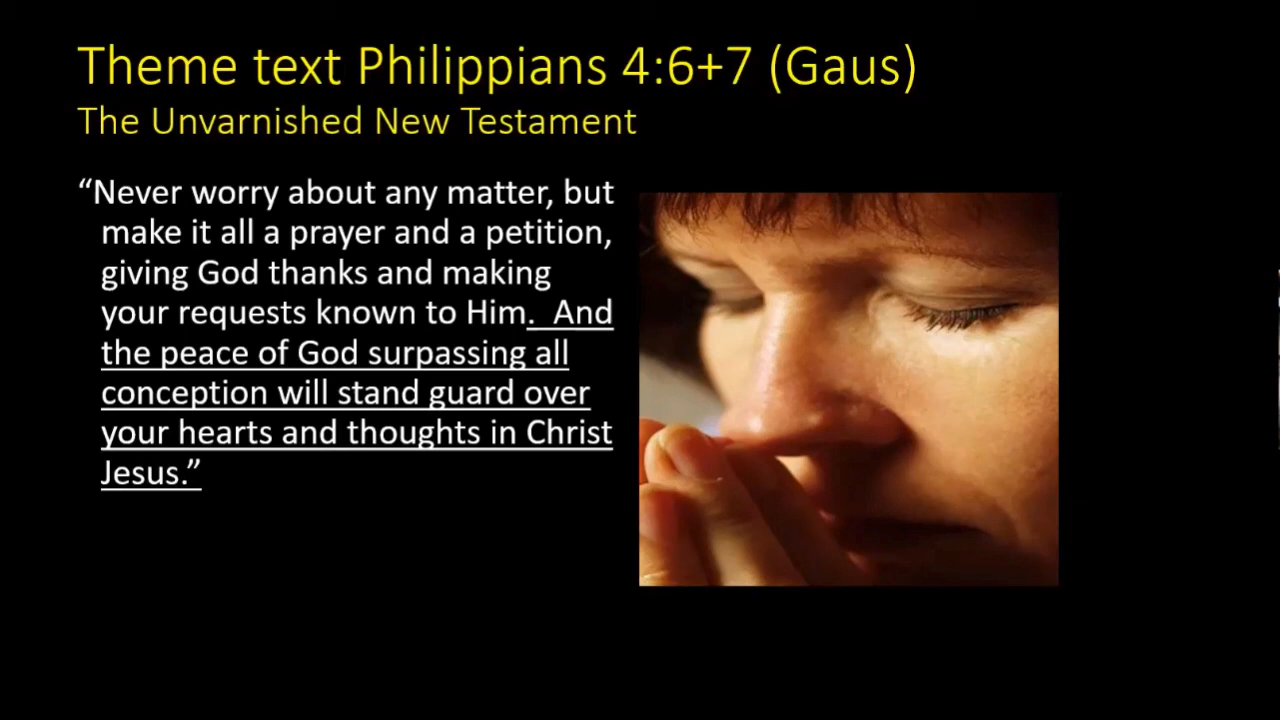 Theme text Philippians 4:6+7 (Gaus)
The Unvarnished New Testament
“Never worry about any matter, but
make it all a prayer and a petition,
giving God thanks and making
your requests known to Him.  And
the peace of God surpassing all
conception will stand guard over
your hearts and thoughts in Christ
Jesus.”